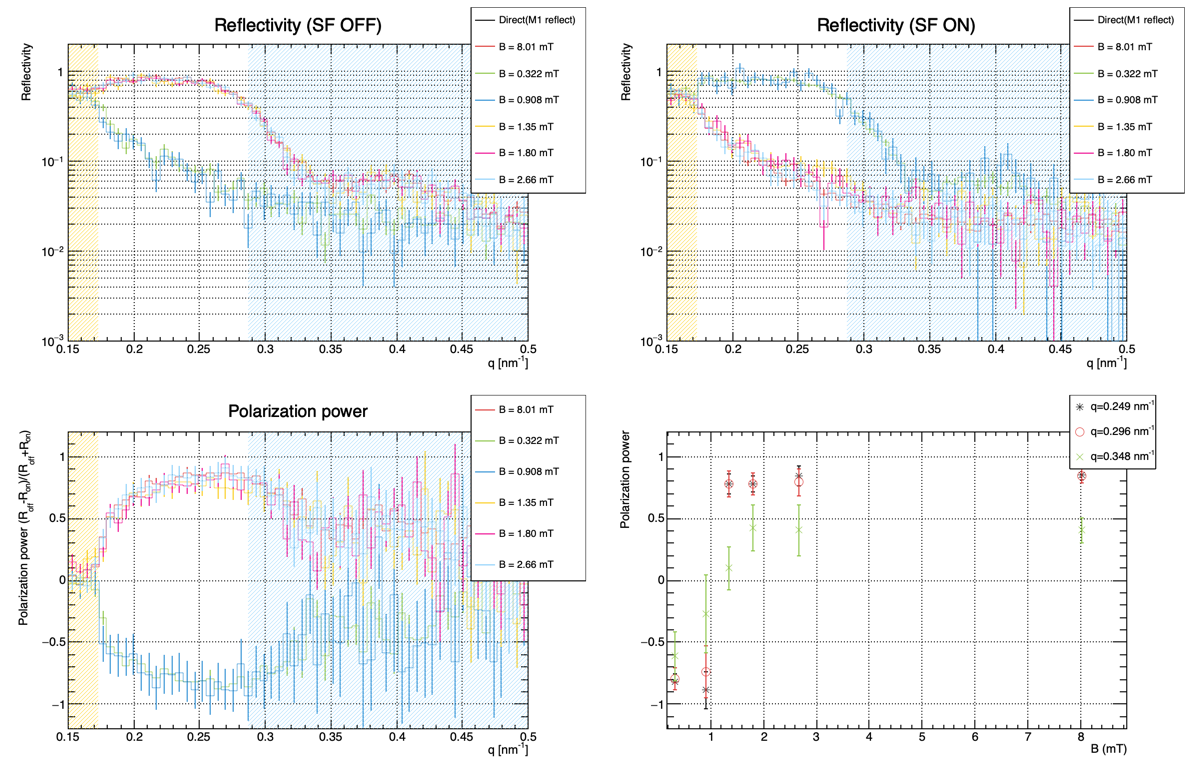 Reflectivity (SF OFF)
Reflectivity
1
10⁻¹
10⁻²
10⁻³
0.15 0.2 0.25 0.3 0.35 0.4 0.45 0.5
q [nm⁻¹]
Direct(M1 reflect)
B = 8.01 mT
B = 0.322 mT
B = 0.908 mT
B = 1.35 mT
B = 1.80 mT
B = 2.66 mT
Reflectivity (SF ON)
Reflectivity
1
10⁻¹
10⁻²
10⁻³
0.15 0.2 0.25 0.3 0.35 0.4 0.45 0.5
q [nm⁻¹]
Direct(M1 reflect)
B = 8.01 mT
B = 0.322 mT
B = 0.908 mT
B = 1.35 mT
B = 1.80 mT
B = 2.66 mT
Polarization power
Polarization power (R_off-R_on)/(R_off+R_on)
1
0.5
0
−0.5
−1
0.15 0.2 0.25 0.3 0.35 0.4 0.45 0.5
q [nm⁻¹]
B = 8.01 mT
B = 0.322 mT
B = 0.908 mT
B = 1.35 mT
B = 1.80 mT
B = 2.66 mT
Polarization power
1
0.5
0
−0.5
−1
1 2 3 4 5 6 7 8
B (mT)
q=0.249 nm⁻¹
q=0.296 nm⁻¹
q=0.348 nm⁻¹